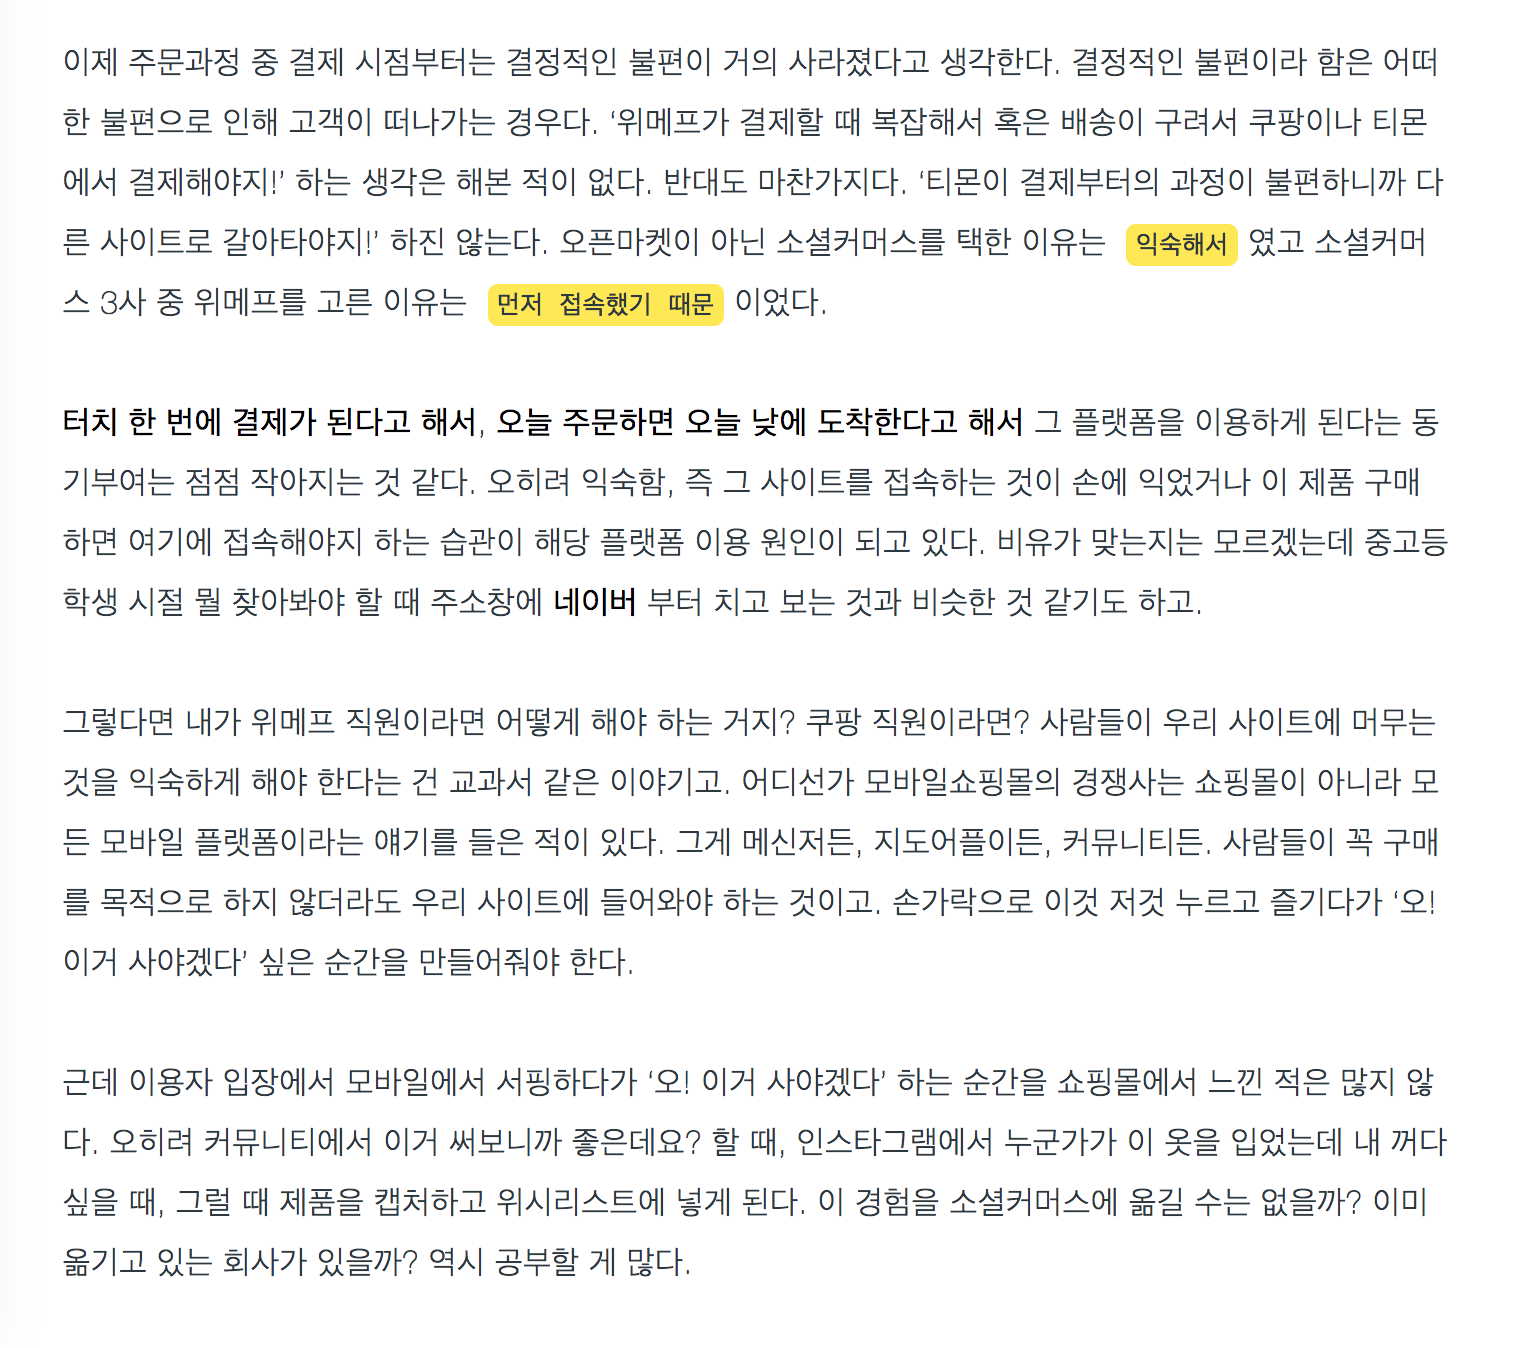 이제 주문과정 중 결제 시점부터는 결정적인 불편이 거의 사라졌다고 생각한다. 결정적인 불편이라 함은 어떠
한 불편으로 인해 고객이 떠나가는 경우다. ‘위메프가 결제할 때 복잡해서 혹은 배송이 구려서 쿠팡이나 티몬
에서 결제해야지!’ 하는 생각은 해본 적이 없다. 반대도 마찬가지다. ‘티몬이 결제부터의 과정이 불편하니까 다
른 사이트로 갈아타야지!’ 하진 않는다. 오픈마켓이 아닌 소셜커머스를 택한 이유는 익숙해서 였고 소셜커머
스 3사 중 위메프를 고른 이유는 먼저 접속했기 때문 이었다.
터치 한 번에 결제가 된다고 해서, 오늘 주문하면 오늘 낮에 도착한다고 해서 그 플랫폼을 이용하게 된다는 동
기부여는 점점 작아지는 것 같다. 오히려 익숙함, 즉 그 사이트를 접속하는 것이 손에 익었거나 이 제품 구매
하면 여기에 접속해야지 하는 습관이 해당 플랫폼 이용 원인이 되고 있다. 비유가 맞는지는 모르겠는데 중고등
학생 시절 뭘 찾아봐야 할 때 주소창에 네이버 부터 치고 보는 것과 비슷한 것 같기도 하고.
그렇다면 내가 위메프 직원이라면 어떻게 해야 하는 거지? 쿠팡 직원이라면? 사람들이 우리 사이트에 머무는
것을 익숙하게 해야 한다는 건 교과서 같은 이야기고. 어디선가 모바일쇼핑몰의 경쟁사는 쇼핑몰이 아니라 모
든 모바일 플랫폼이라는 얘기를 들은 적이 있다. 그게 메신저든, 지도어플이든, 커뮤니티든. 사람들이 꼭 구매
를 목적으로 하지 않더라도 우리 사이트에 들어와야 하는 것이고. 손가락으로 이것 저것 누르고 즐기다가 ‘오!
이거 사야겠다’ 싶은 순간을 만들어줘야 한다.
근데 이용자 입장에서 모바일에서 서핑하다가 ‘오! 이거 사야겠다’ 하는 순간을 쇼핑몰에서 느낀 적은 많지 않
다. 오히려 커뮤니티에서 이거 써보니까 좋은데요? 할 때, 인스타그램에서 누군가가 이 옷을 입었는데 내 꺼다
싶을 때, 그럴 때 제품을 캡처하고 위시리스트에 넣게 된다. 이 경험을 소셜커머스에 옮길 수는 없을까? 이미
옮기고 있는 회사가 있을까? 역시 공부할 게 많다.